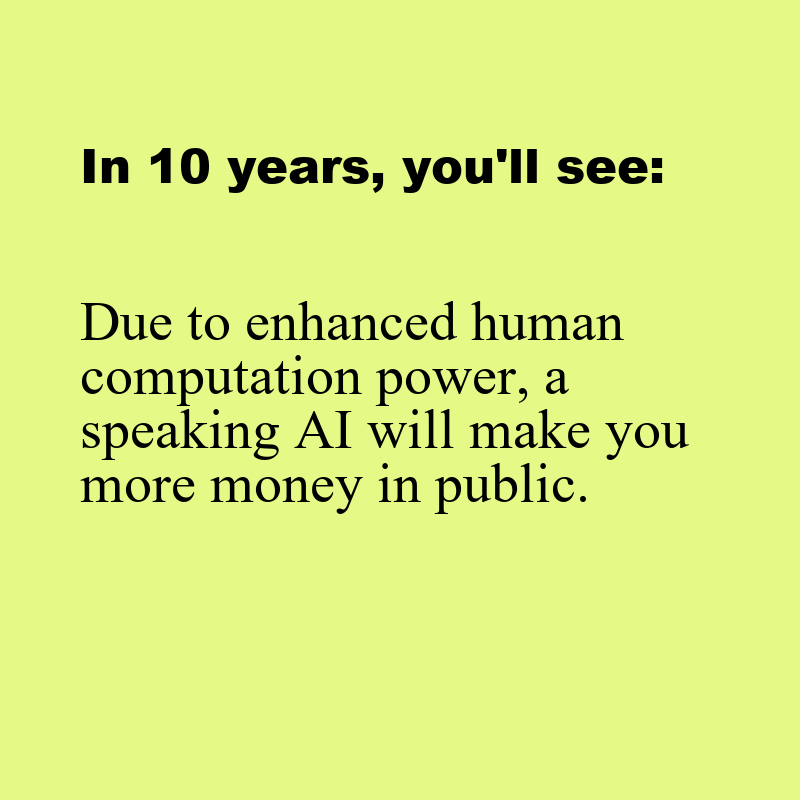 In 10 years, you'll see:
Due to enhanced human
computation power, a
speaking AI will make you
more money in public.